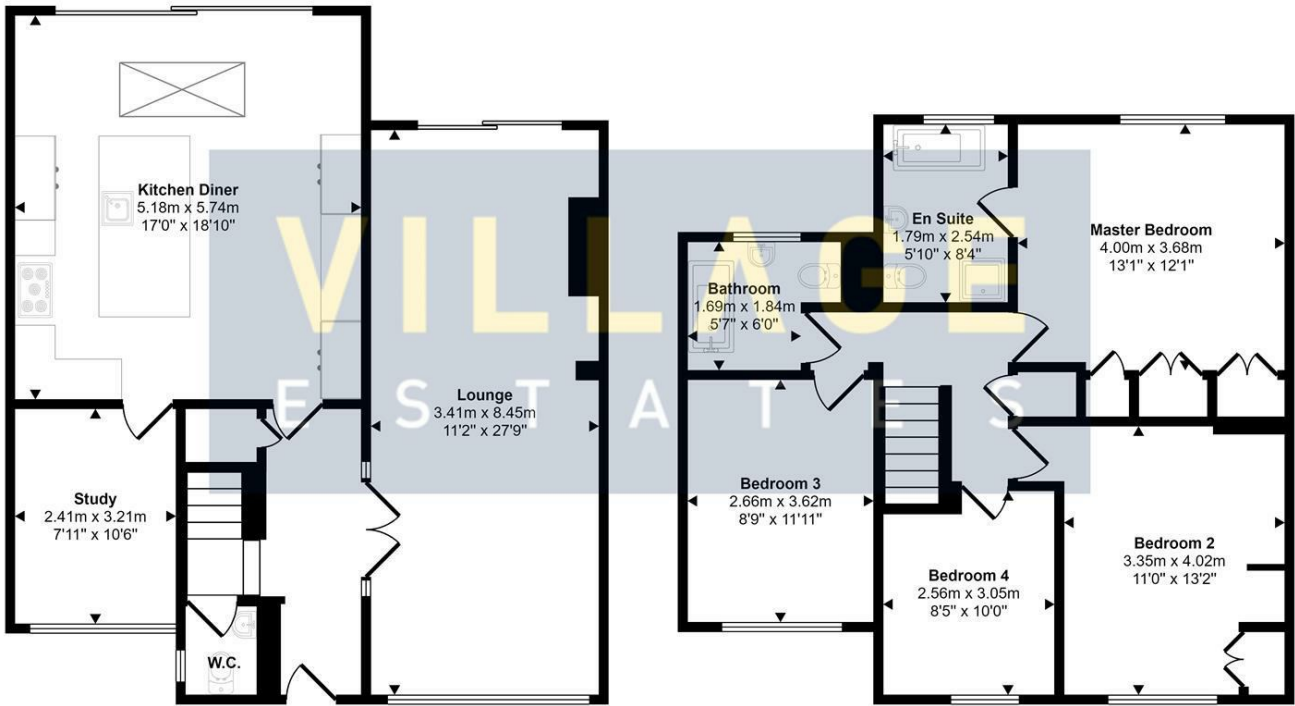 Kitchen Diner
5.18m x 5.74m
17'0" x 18'10"
Study
2.41m x 3.21m
7'11" x 10'6"
W.C.
Lounge
3.41m x 8.45m
11'2" x 27'9"
En Suite
1.79m x 2.54m
5'10" x 8'4"
Master Bedroom
4.00m x 3.68m
13'1" x 12'1"
Bathroom
1.69m x 1.84m
5'7" x 6'0"
Bedroom 3
2.66m x 3.62m
8'9" x 11'11"
Bedroom 4
2.56m x 3.05m
8'5" x 10'0"
Bedroom 2
3.35m x 4.02m
11'0" x 13'2"
VILLAGE
ESTATES